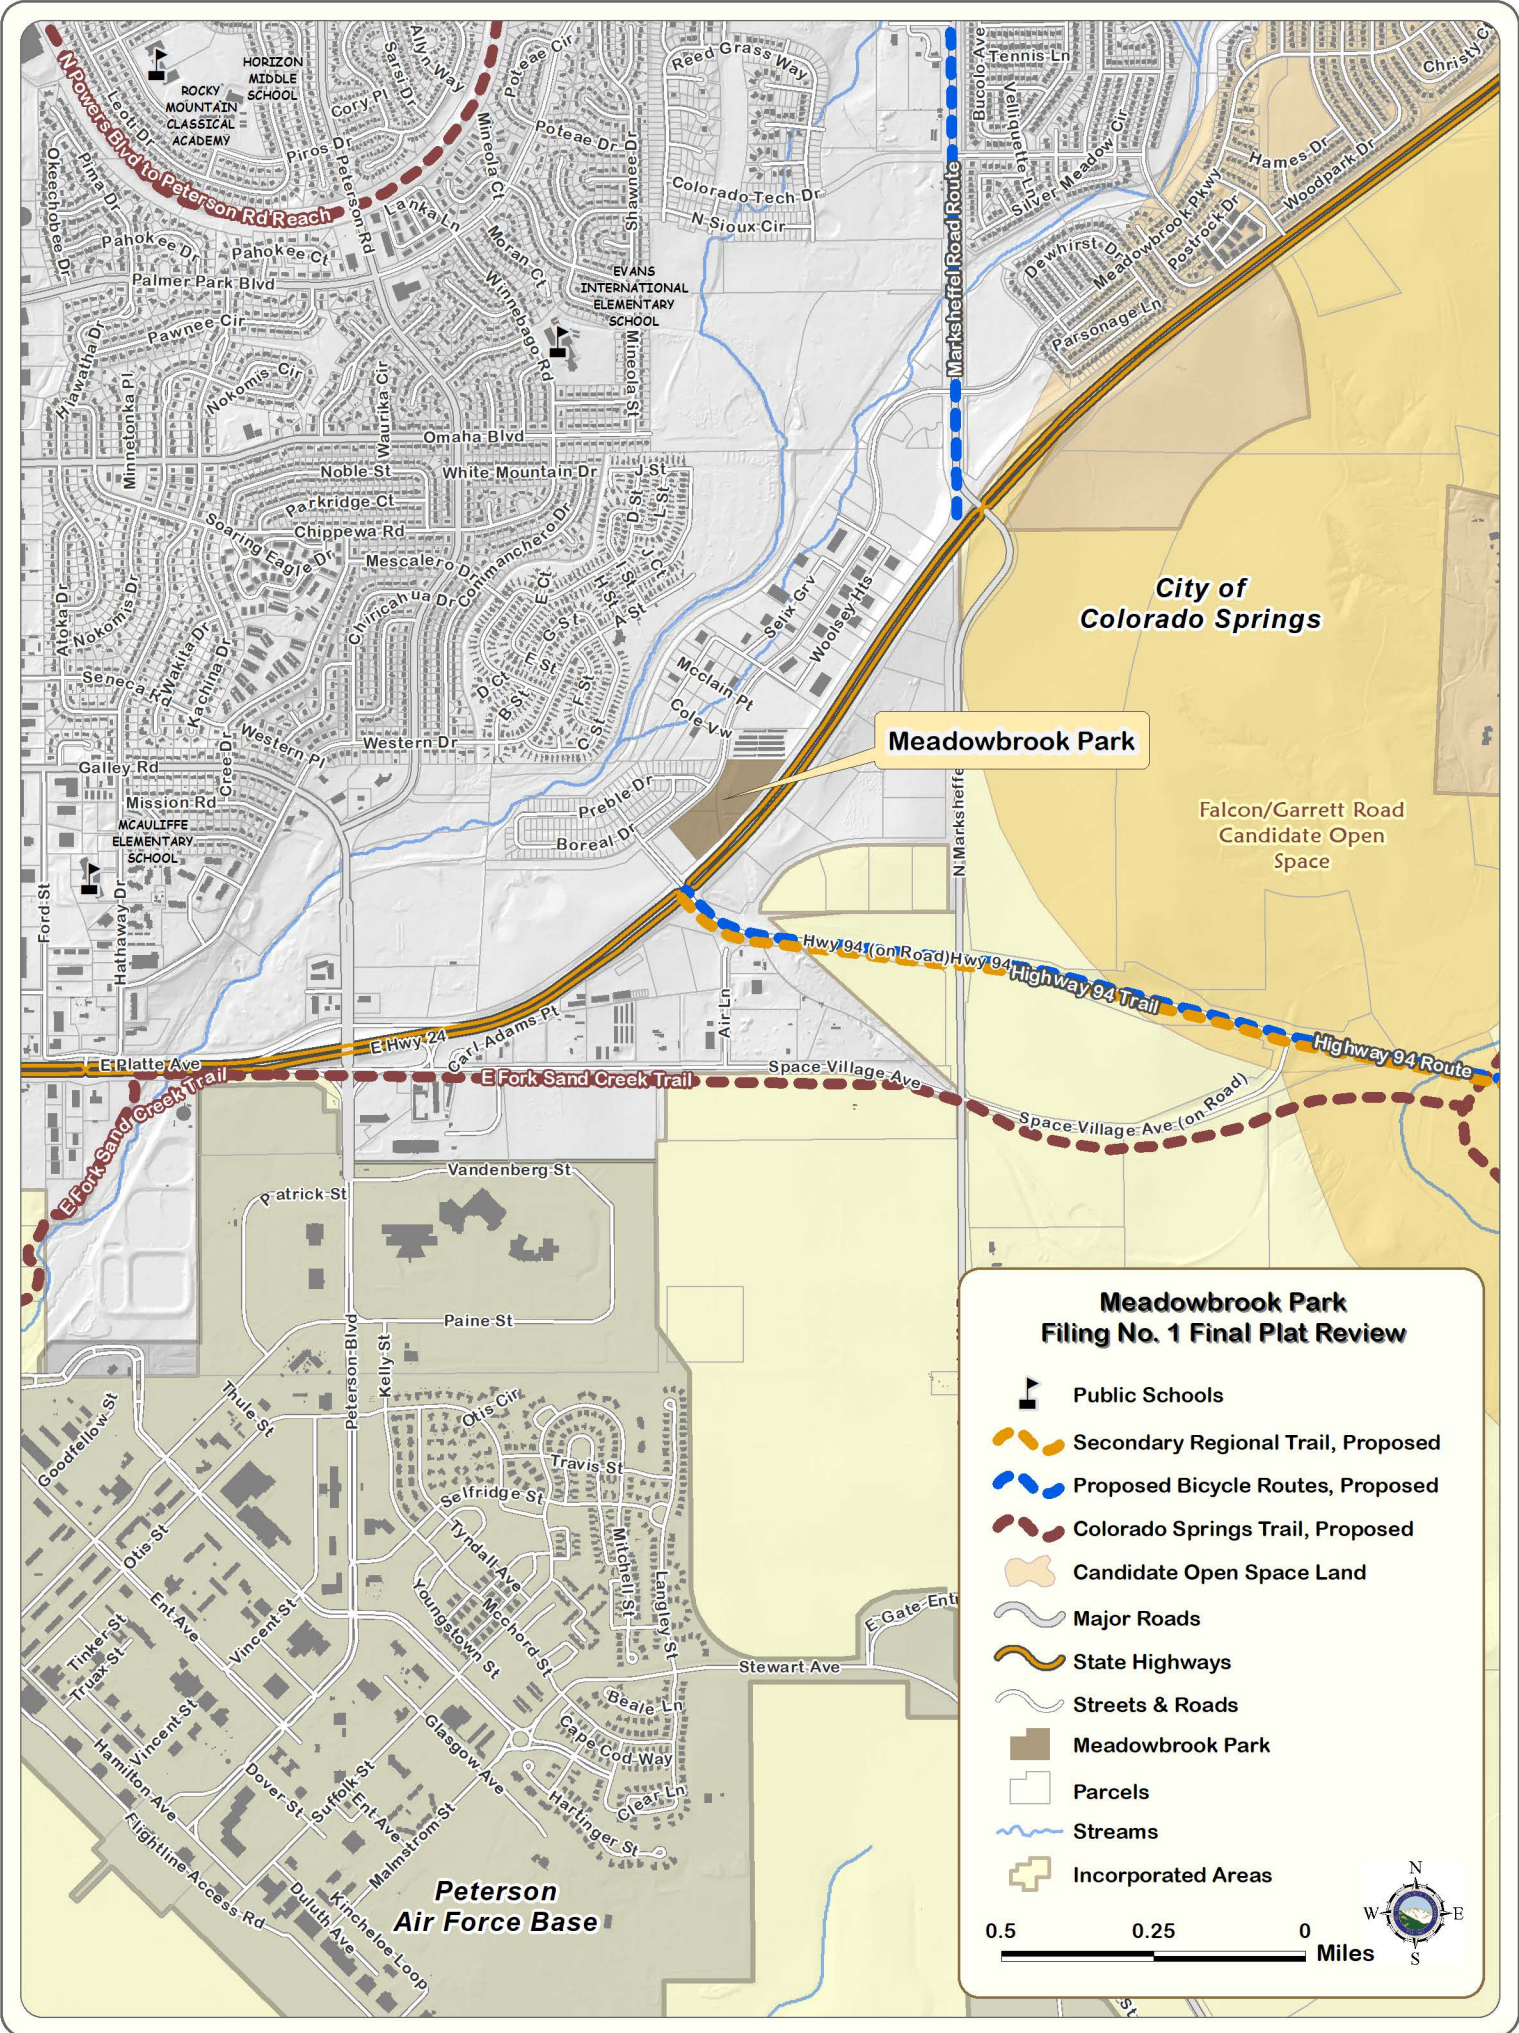 N Powers Blvd to Peterson Rd Reach
HORIZON
MIDDLE
SCHOOL
ROCKY
MOUNTAIN
CLASSICAL
ACADEMY
Leoti Dr
Cory Pl
Sarsi Dr
Allyn Way
Poteae Cir
Poteae Dr
Piros Dr
Peterson Rd
Mineola Ct
Lanka Ln
Moran Ct
Winnebago Rd
Shawnee Dr
Reed Grass Way
Colorado Tech Dr
N Sioux Cir
Marksheffel Road Route
Bucolo Ave
Tennis Ln
Velliquette Ln
Silver Meadow Cir
Christy C
Hames Dr
Woodpark Dr
Postrock Dr
Meadowbrook Pkwy
Dewhirst Dr
Parsonage Ln
Okeechobee Dr
Pima Dr
Pahokee Dr
Pahokee Ct
Palmer Park Blvd
Pawnee Cir
Hiawatha Dr
Nokomis Cir
Minnetonka Pl
Waurika Cir
EVANS
INTERNATIONAL
ELEMENTARY
SCHOOL
Mineola St
Omaha Blvd
Noble St
White Mountain Dr
Parkridge Ct
Chippewa Rd
Soaring Eagle Dr
Mescalero Dr
Commanchero Dr
Chiricahua Dr
J St
D St
L St
J Ct
I St
H St
A St
E Ct
G St
E St
D Ct
B St
F St
C St
Atoka Dr
Nokomis Dr
Wakita Dr
Kachina Dr
Seneca Rd
Western Pl
Western Dr
Cree Dr
Galley Rd
Mission Rd
MCAULIFFE
ELEMENTARY
SCHOOL
Ford St
Hathaway Dr
Selix Grv
Woolsey Hts
Mcclain Pt
Cole Vw
Preble Dr
Boreal Dr
Meadowbrook Park
City of
Colorado Springs
Falcon/Garrett Road
Candidate Open
Space
N Marksheffe
Hwy 94 (on Road)
Hwy 94
Highway 94 Trail
Highway 94 Route
Air Ln
Carl Adams Pt
E Hwy 24
E Platte Ave
E Fork Sand Creek Trail
E Fork Sand Creek Trail
Space Village Ave
Space Village Ave (on Road)
Vandenberg St
Patrick St
Paine St
Peterson Blvd
Kelly St
Otis Cir
Thule St
Goodfellow St
Travis St
Selfridge St
Otis St
Tyndall Ave
Mitchell St
Langley St
Youngstown St
Mcchord St
Ent Ave
Vincent St
Tinker St
Truax St
Vincent St
E Gate Entr
Stewart Ave
Beale Ln
Cape Cod Way
Clear Ln
Glasgow Ave
Hartinger St
Hamilton Ave
Dover St
Suffolk St
Ent Ave
Malmstrom St
Flightline Access Rd
Duluth Ave
Kincheloe Loop
Peterson
Air Force Base
Meadowbrook Park
Filing No. 1 Final Plat Review
Public Schools
Secondary Regional Trail, Proposed
Proposed Bicycle Routes, Proposed
Colorado Springs Trail, Proposed
Candidate Open Space Land
Major Roads
State Highways
Streets & Roads
Meadowbrook Park
Parcels
Streams
Incorporated Areas
N
W E
S
0.5 0.25 0
Miles
St